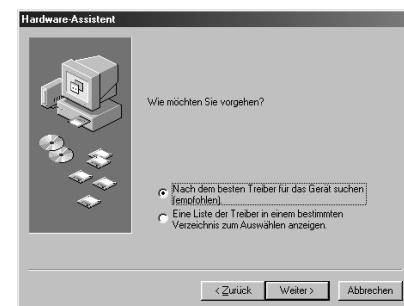 Hardware-Assistent
Wie möchten Sie vorgehen?
Nach dem besten Treiber für das Gerät suchen
(empfohlen).
Eine Liste der Treiber in einem bestimmten
Verzeichnis zum Auswählen anzeigen.
< Zurück
Weiter >
Abbrechen